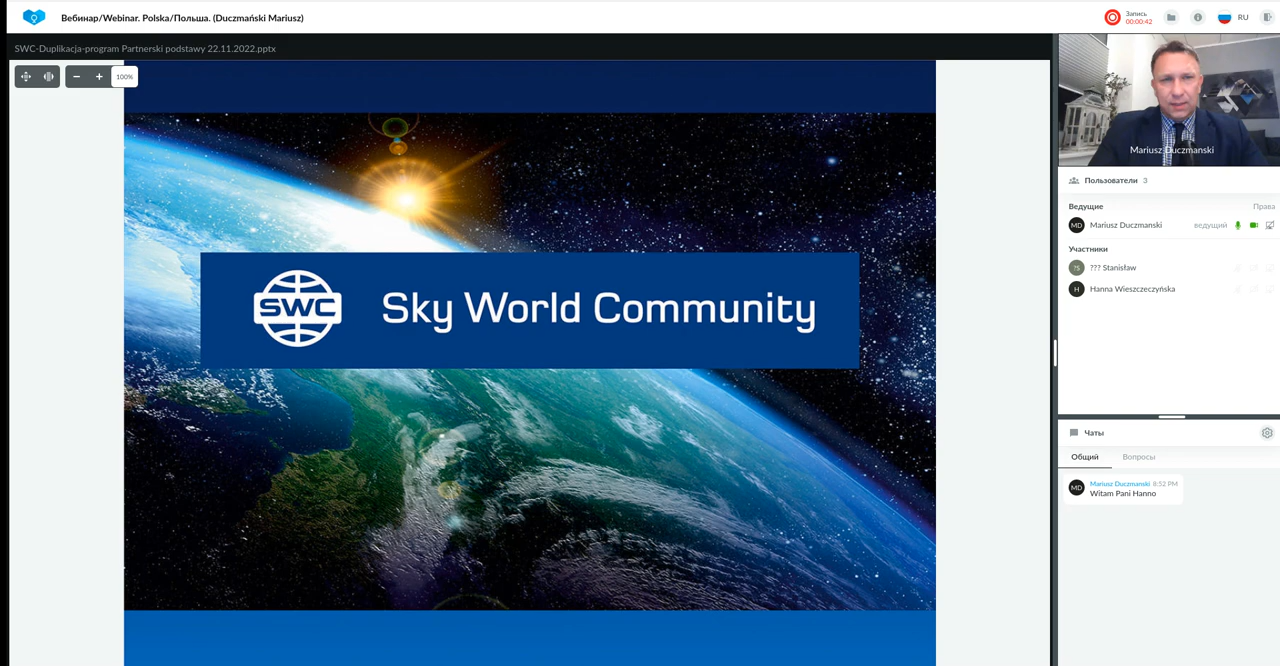 Вебинар/Webinar. Polska/Польша. (Duczmański Mariusz)
Запись
00:00:42
RU
SWC-Duplikacja-program Partnerski podstawy 22.11.2022.pptx
100%
SWC Sky World Community
Mariusz Duczmanski
Пользователи 3
Ведущие Права
MD Mariusz Duczmanski ведущий
Участники
?S ??? Stanisław
H Hanna Wieszczeczyńska
Чаты
Общий Вопросы
MD Mariusz Duczmanski 8:52 PM
Witam Pani Hanno